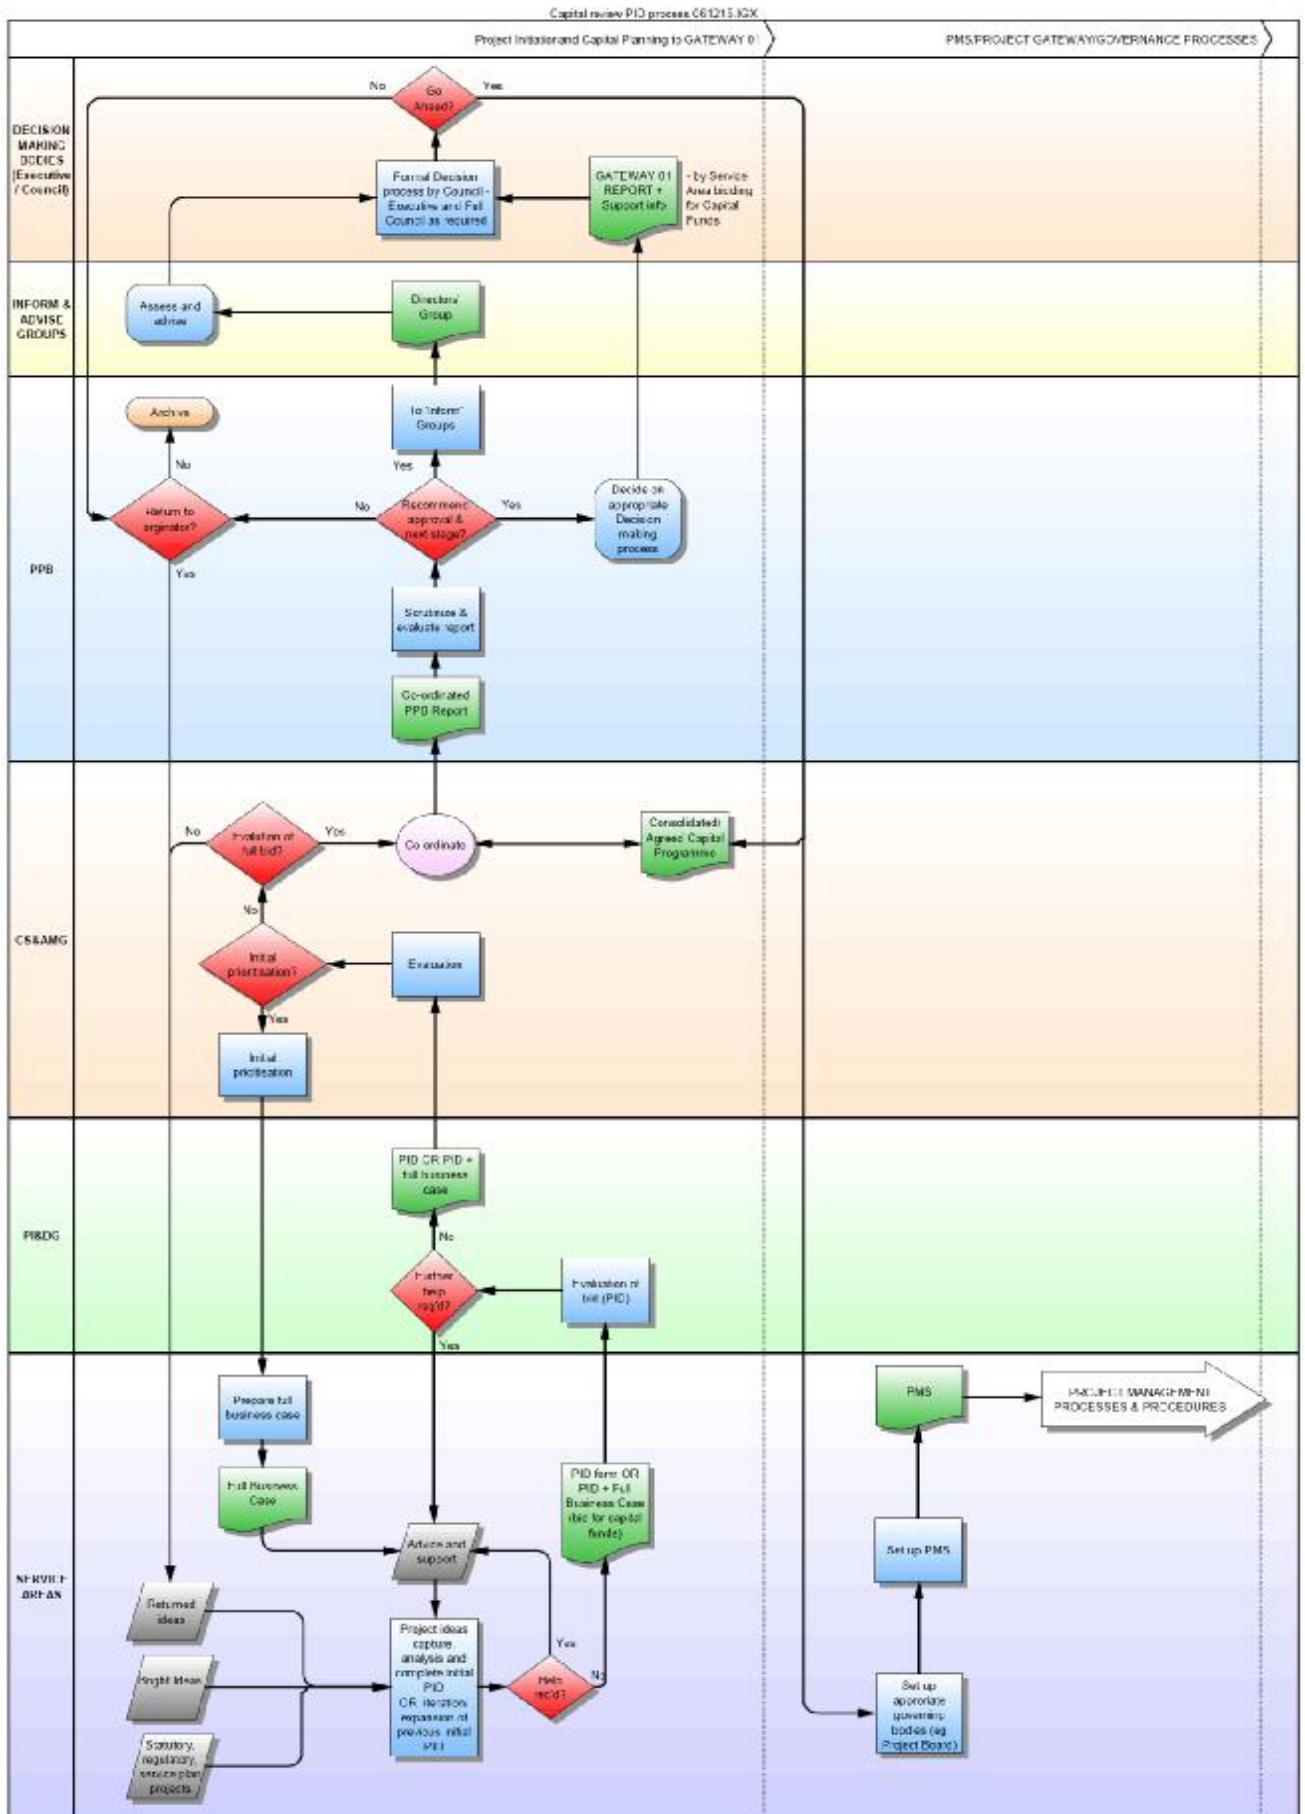 Capital review PID process 061215.IGX
Project Initiation and Capital Planning to GATEWAY 01
PMS/PROJECT GATEWAY/GOVERNANCE PROCESSES
DECISION
MAKING
BODIES
(Executive
/ Council)
No
Go
Ahead?
Yes
Formal Decision
process by Council -
Executive and Full
Council as required
GATEWAY 01
REPORT +
Support info
- by Service
Area bidding
for Capital
Funds
INFORM &
ADVISE
GROUPS
Assess and
advise
Directors'
Group
PPB
Archive
To 'Inform'
Groups
No
Yes
Return to
orginator?
No
Recommend
approval &
next stage?
Yes
Decide on
appropriate
Decision
making
process
Yes
Scrutinize &
evaluate report
Co-ordinated
PPB Report
CS&AMG
No
Evalution of
full bid?
Yes
Co ordinate
Consolidated/
Agreed Capital
Programme
No
Initial
prioritisation?
Evaluation
Yes
Initial
pricitisation
PI&DG
PID OR PID +
full business
case
No
Further
help
req'd?
Evaluation of
bid (PID)
Yes
SERVICE
AREAS
Prepare full
business case
PMS
PROJECT MANAGEMENT
PROCESSES & PROCEDURES
Full Business
Case
PID form OR
PID + Full
Business Case
(bid for capital
funds)
Advice and
support
Set up PMS
Returned
ideas
Project ideas
capture,
analysis and
complete initial
PID
OR iteration/
expansion of
previous initial
PID
Yes
Help
req'd?
No
Bright Ideas
Set up
approriate
governing
bodies (eg
Project Board)
Statutory,
regulatory,
service plan
projects